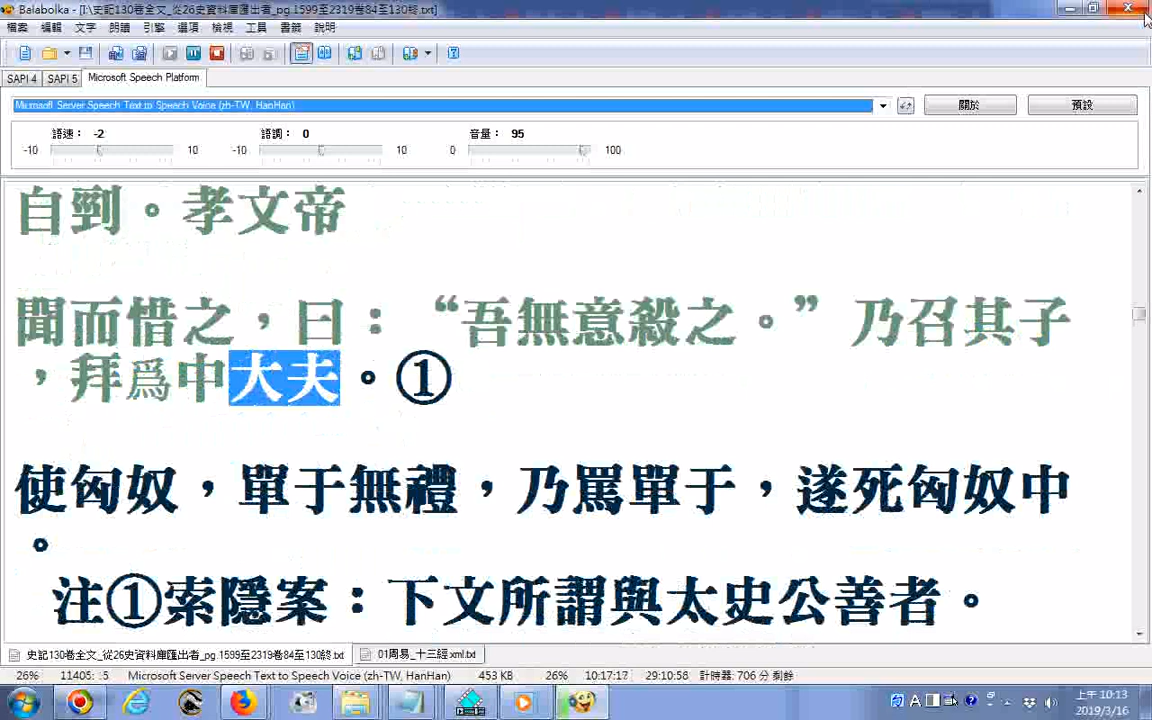 Balabolka - [I:\史記130卷全文_從26史資料庫匯出者_pg.1599至2319卷84至130終.txt]
檔案 編輯 文字 朗讀 引擎 選項 檢視 工具 書籤 說明
SAPI 4 SAPI 5 Microsoft Speech Platform
Microsoft Server Speech Text to Speech Voice (zh-TW, HanHan)
關於 預設
語速： -2 語調： 0 音量： 95
-10 10 -10 10 0 100
自剄。孝文帝
聞而惜之，曰：“吾無意殺之。”乃召其子
，拜爲中大夫。①
使匈奴，單于無禮，乃罵單于，遂死匈奴中
。
注①索隱案：下文所謂與太史公善者。
史記130卷全文_從26史資料庫匯出者_pg.1599至2319卷84至130終.txt 01周易_十三經xml.txt
26% 11405: :5 Microsoft Server Speech Text to Speech Voice (zh-TW, HanHan) 453 KB 26% 10:17:17 29:10:58 計時器: 706 分 剩餘
上午 10:13
2019/3/16